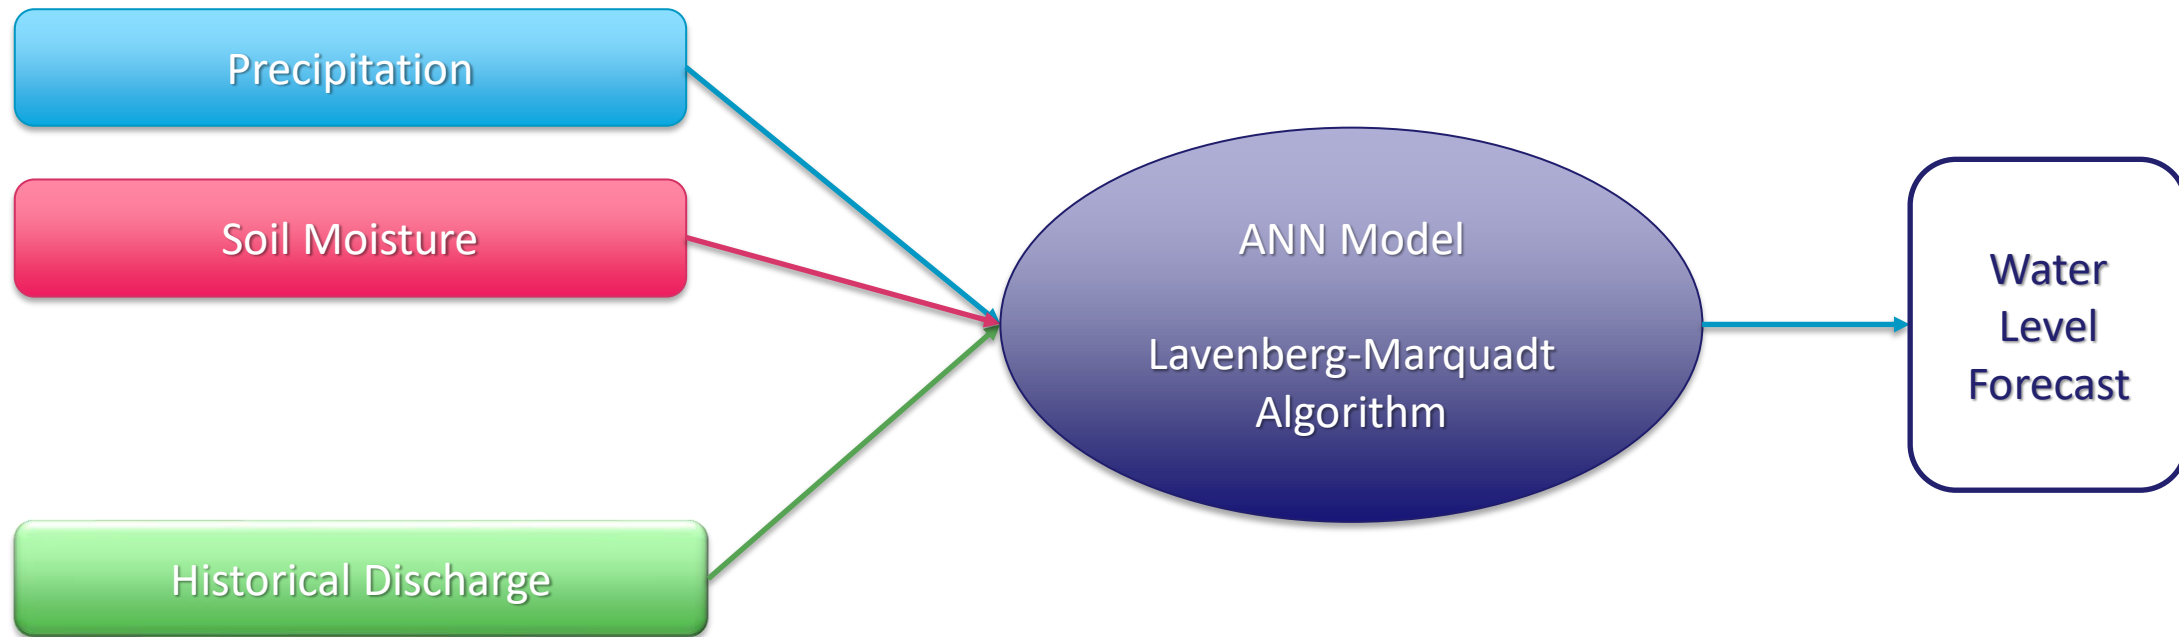 Precipitation
Soil Moisture
Historical Discharge
ANN Model
Lavenberg-Marquadt
Algorithm
Water
Level
Forecast